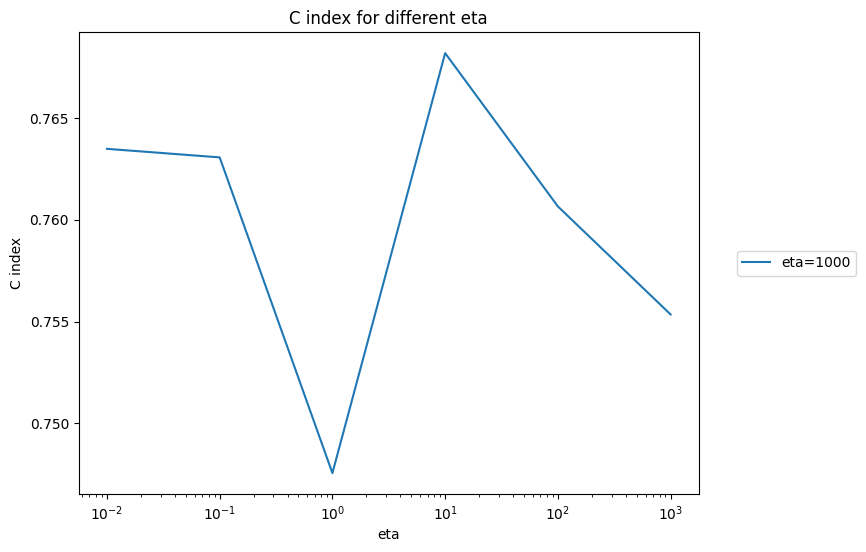 C index for different eta
0.765
0.760
0.755
0.750
C index
10⁻²
10⁻¹
10⁰
10¹
10²
10³
eta
eta=1000